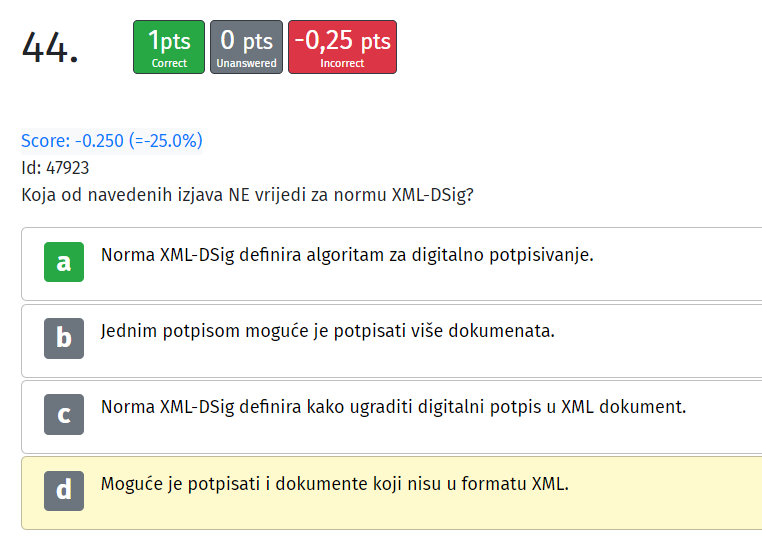 44.
1pts
Correct
0 pts
Unanswered
-0,25 pts
Incorrect
Score: -0.250 (=-25.0%)
Id: 47923
Koja od navedenih izjava NE vrijedi za normu XML-DSig?
a Norma XML-DSig definira algoritam za digitalno potpisivanje.
b Jednim potpisom moguće je potpisati više dokumenata.
c Norma XML-DSig definira kako ugraditi digitalni potpis u XML dokument.
d Moguće je potpisati i dokumente koji nisu u formatu XML.